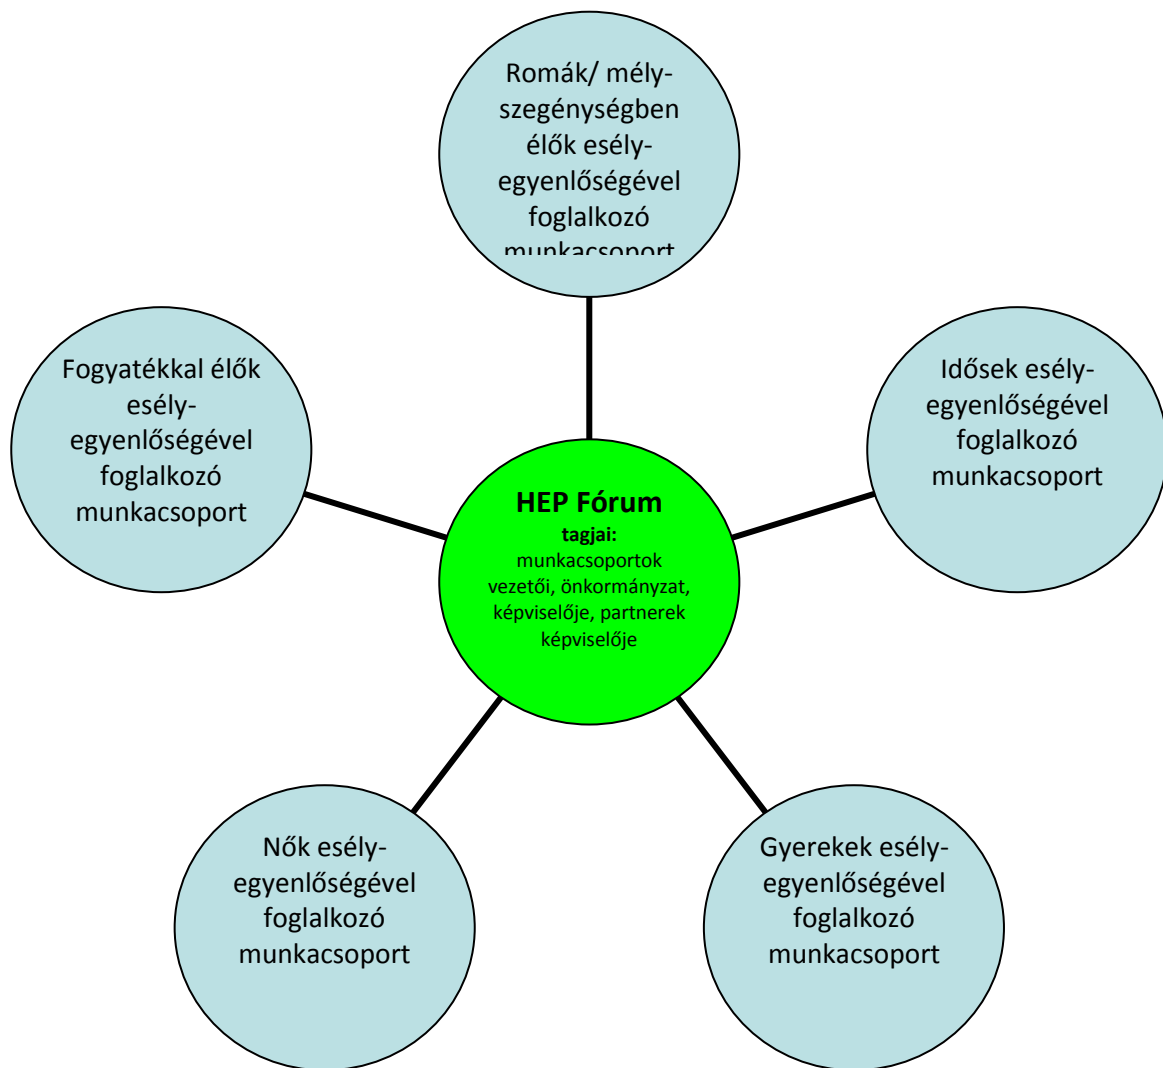 Romák/ mély-
szegénységben
élők esély-
egyenlőségével
foglalkozó
munkacsoport
Fogyatékkal élők
esély-
egyenlőségével
foglalkozó
munkacsoport
Idősek esély-
egyenlőségével
foglalkozó
munkacsoport
HEP Fórum
tagjai:
munkacsoportok
vezetői, önkormányzat,
képviselője, partnerek
képviselője
Nők esély-
egyenlőségével
foglalkozó
munkacsoport
Gyerekek esély-
egyenlőségével
foglalkozó
munkacsoport